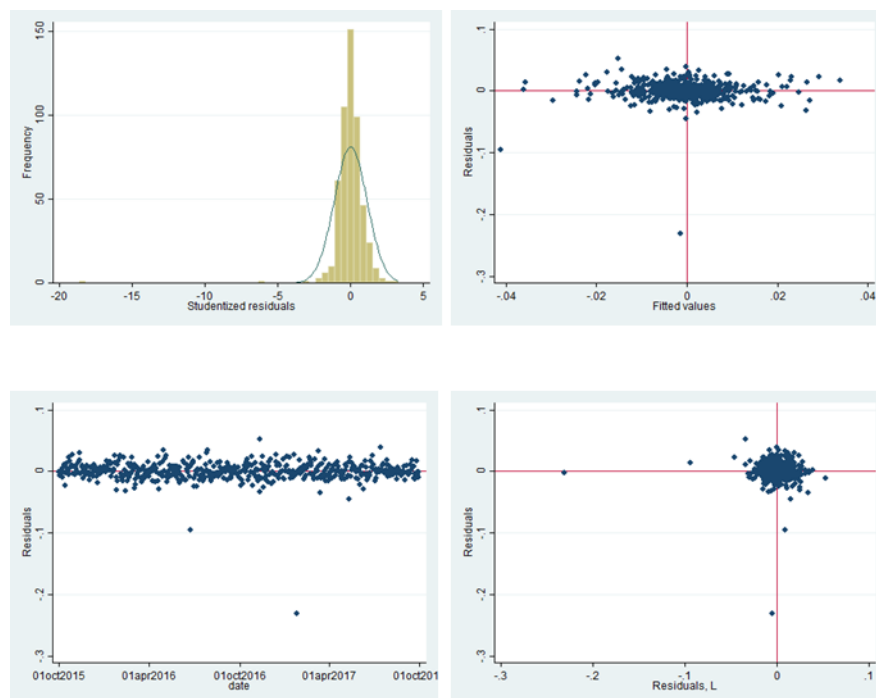 150
100
50
0
Frequency
-20 -15 -10 -5 0 5
Studentized residuals
.1
0
-.1
-.2
-.3
Residuals
-.04 -.02 0 .02 .04
Fitted values
.1
0
-.1
-.2
-.3
Residuals
01oct2015 01apr2016 01oct2016 01apr2017 01oct201
date
.1
0
-.1
-.2
-.3
Residuals
-.3 -.2 -.1 0 .1
Residuals, L